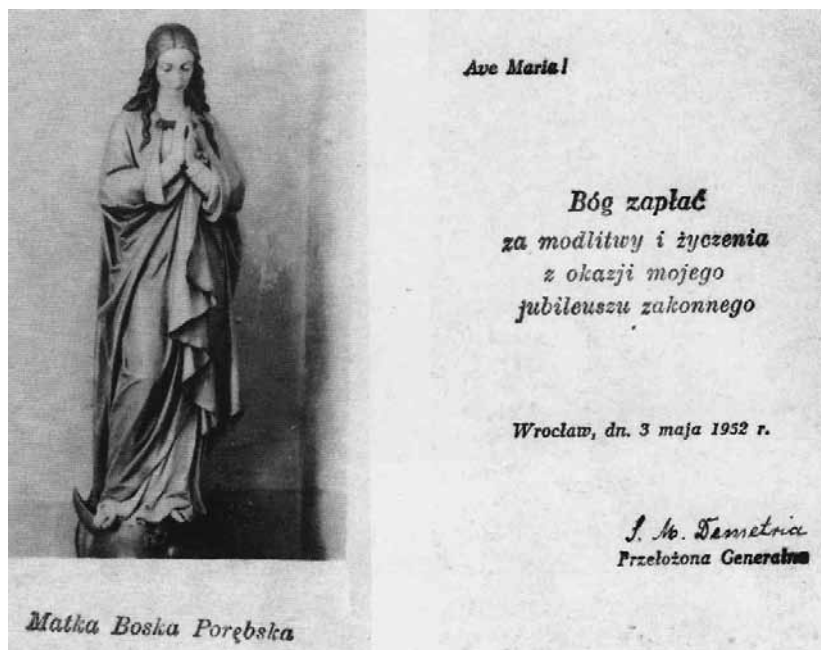 Ave Maria!
Bóg zapłać
za modlitwy i życzenia
z okazji mojego
jubileuszu zakonnego
Wrocław, dn. 3 maja 1952 r.
S. M. Demetria
Przełożona Generalna
Matka Boska Porębska